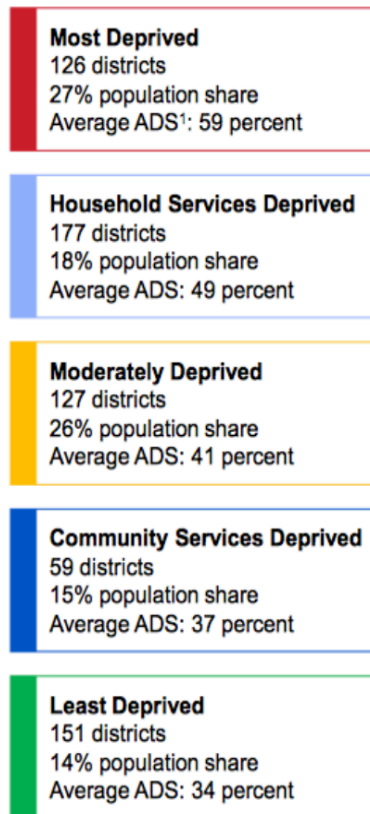 Most Deprived
126 districts
27% population share
Average ADS¹: 59 percent
Household Services Deprived
177 districts
18% population share
Average ADS: 49 percent
Moderately Deprived
127 districts
26% population share
Average ADS: 41 percent
Community Services Deprived
59 districts
15% population share
Average ADS: 37 percent
Least Deprived
151 districts
14% population share
Average ADS: 34 percent